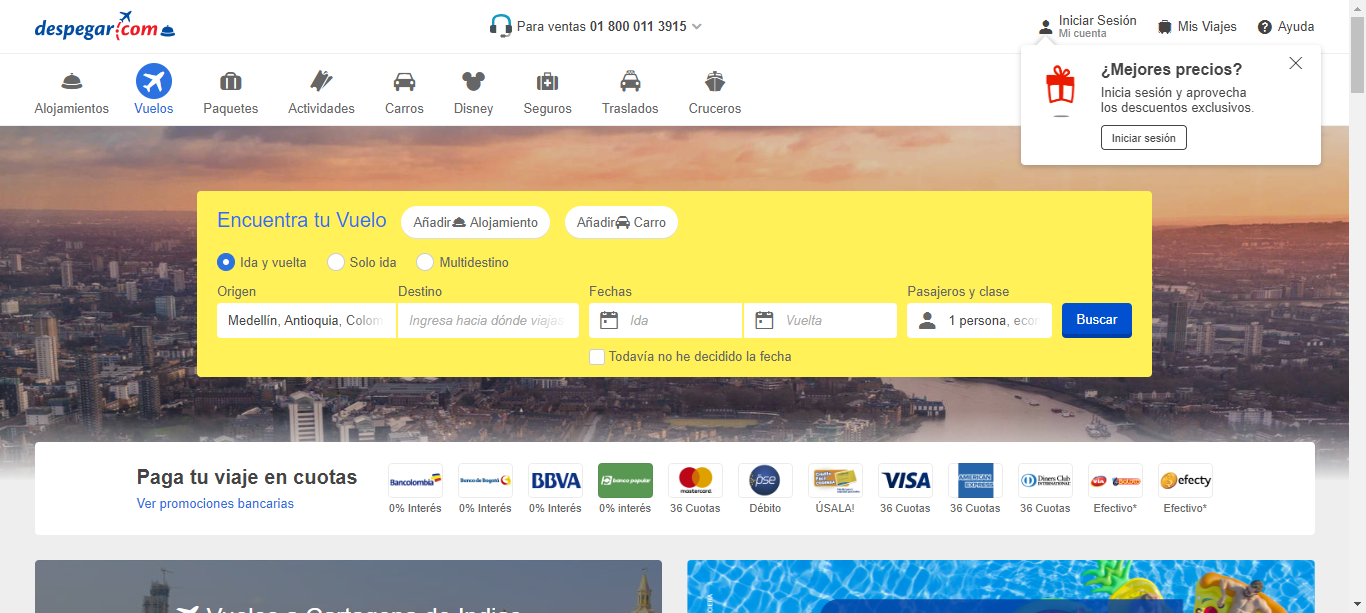 despegar.com
Para ventas 01 800 011 3915
Iniciar Sesión
Mi cuenta
Mis Viajes
Ayuda
Alojamientos
Vuelos
Paquetes
Actividades
Carros
Disney
Seguros
Traslados
Cruceros
¿Mejores precios?
Inicia sesión y aprovecha
los descuentos exclusivos.
Iniciar sesión
Encuentra tu Vuelo
Añadir Alojamiento
Añadir Carro
Ida y vuelta
Solo ida
Multidestino
Origen
Destino
Fechas
Pasajeros y clase
Medellín, Antioquia, Colom
Ingresa hacia dónde viajas
Ida
Vuelta
1 persona, econ
Buscar
Todavía no he decidido la fecha
Paga tu viaje en cuotas
Ver promociones bancarias
Bancolombia
Banco de Bogotá
BBVA
banco popular
mastercard
pse
VISA
AMERICAN EXPRESS
Diners Club
INTERNATIONAL
via
efecty
0% Interés
0% Interés
0% Interés
0% interés
36 Cuotas
Débito
ÚSALA!
36 Cuotas
36 Cuotas
36 Cuotas
Efectivo*
Efectivo*
Vuelos a Cartagena de Indias